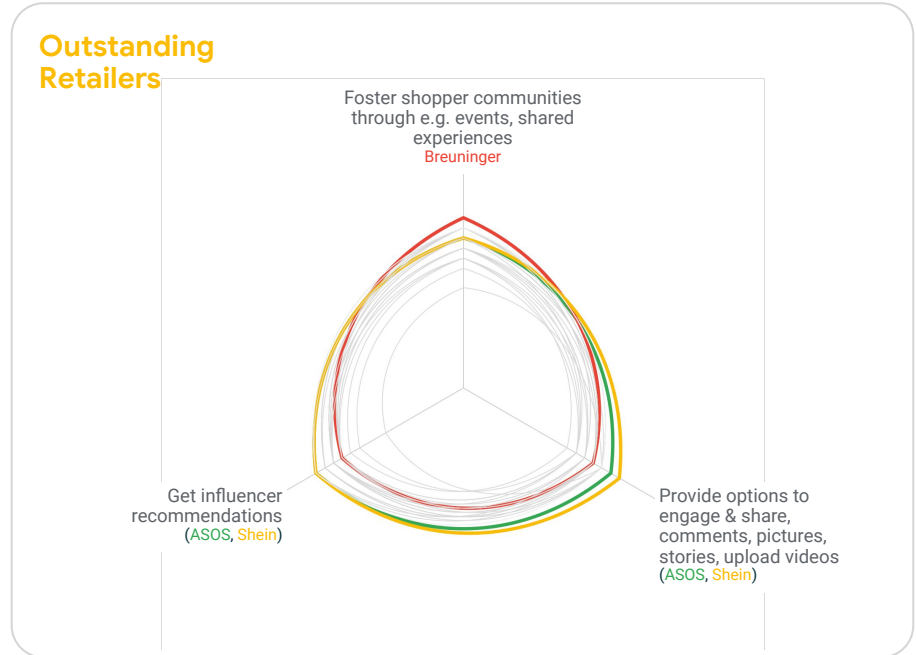 Outstanding
Retailers
Foster shopper communities
through e.g. events, shared
experiences
Breuninger
Get influencer
recommendations
(ASOS, Shein)
Provide options to
engage & share,
comments, pictures,
stories, upload videos
(ASOS, Shein)